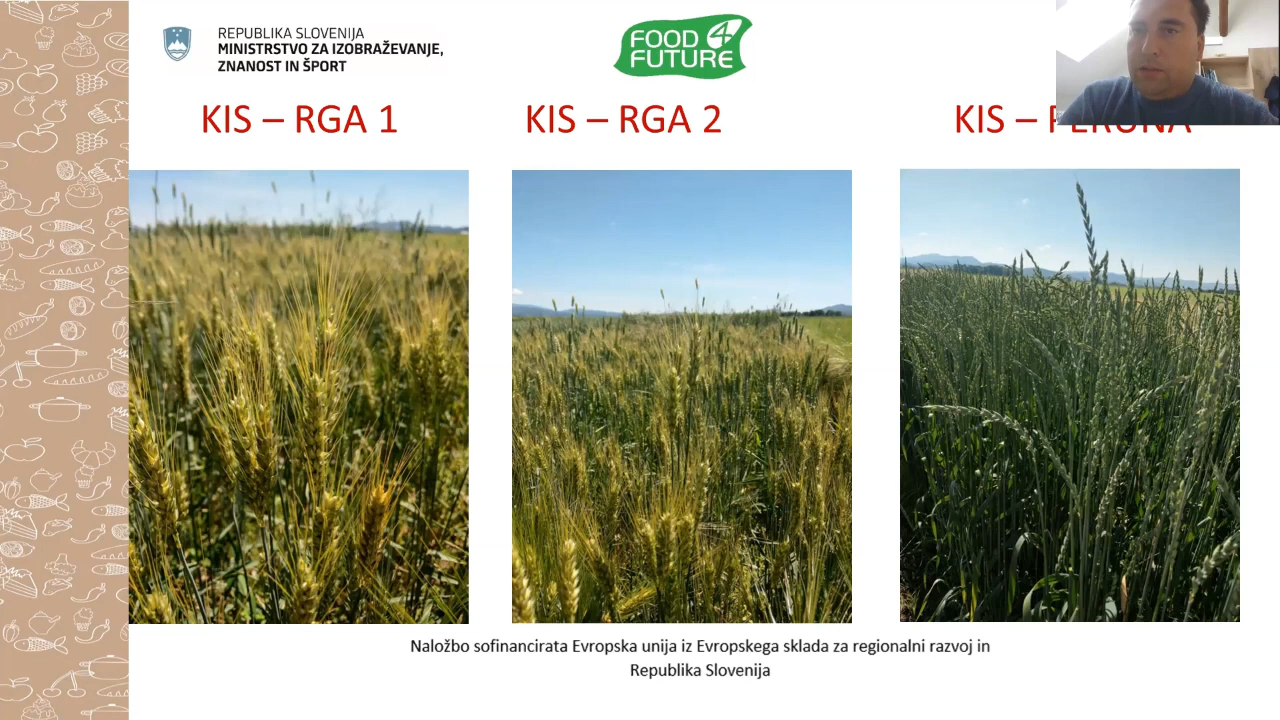 REPUBLIKA SLOVENIJA
MINISTRSTVO ZA IZOBRAŽEVANJE,
ZNANOST IN ŠPORT
FOOD 4
FUTURE
KIS – RGA 1
KIS – RGA 2
KIS –
Naložbo sofinancirata Evropska unija iz Evropskega sklada za regionalni razvoj in
Republika Slovenija